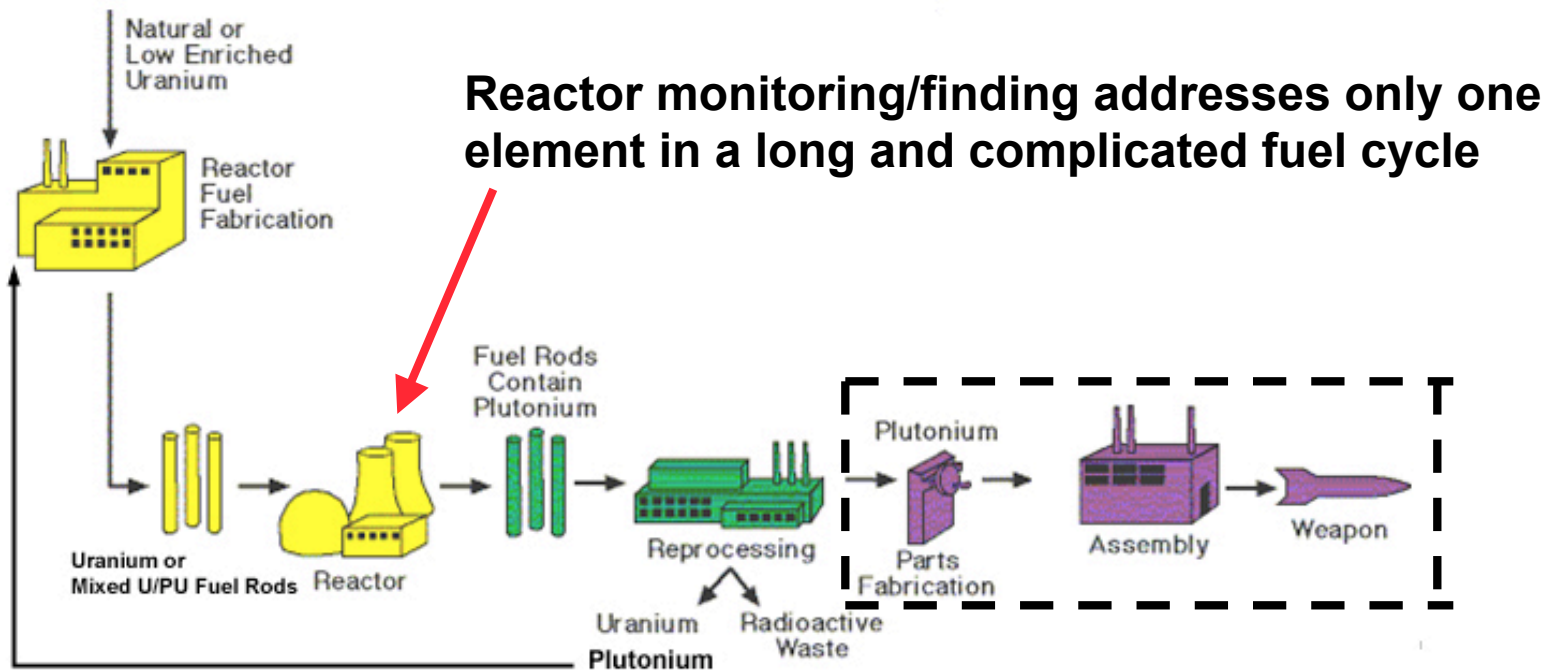 Natural or
Low Enriched
Uranium
Reactor monitoring/finding addresses only one
element in a long and complicated fuel cycle
Reactor
Fuel
Fabrication
Fuel Rods
Contain
Plutonium
Uranium or
Mixed U/PU Fuel Rods
Reactor
Reprocessing
Uranium
Radioactive
Waste
Plutonium
Plutonium
Parts
Fabrication
Assembly
Weapon